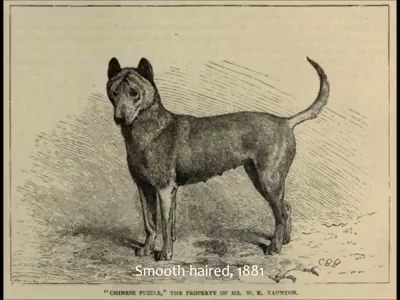 C B B
Smooth-haired, 1881
"CHINESE PUZZLE," THE PROPERTY OF MR. W. K. TAUNTON.